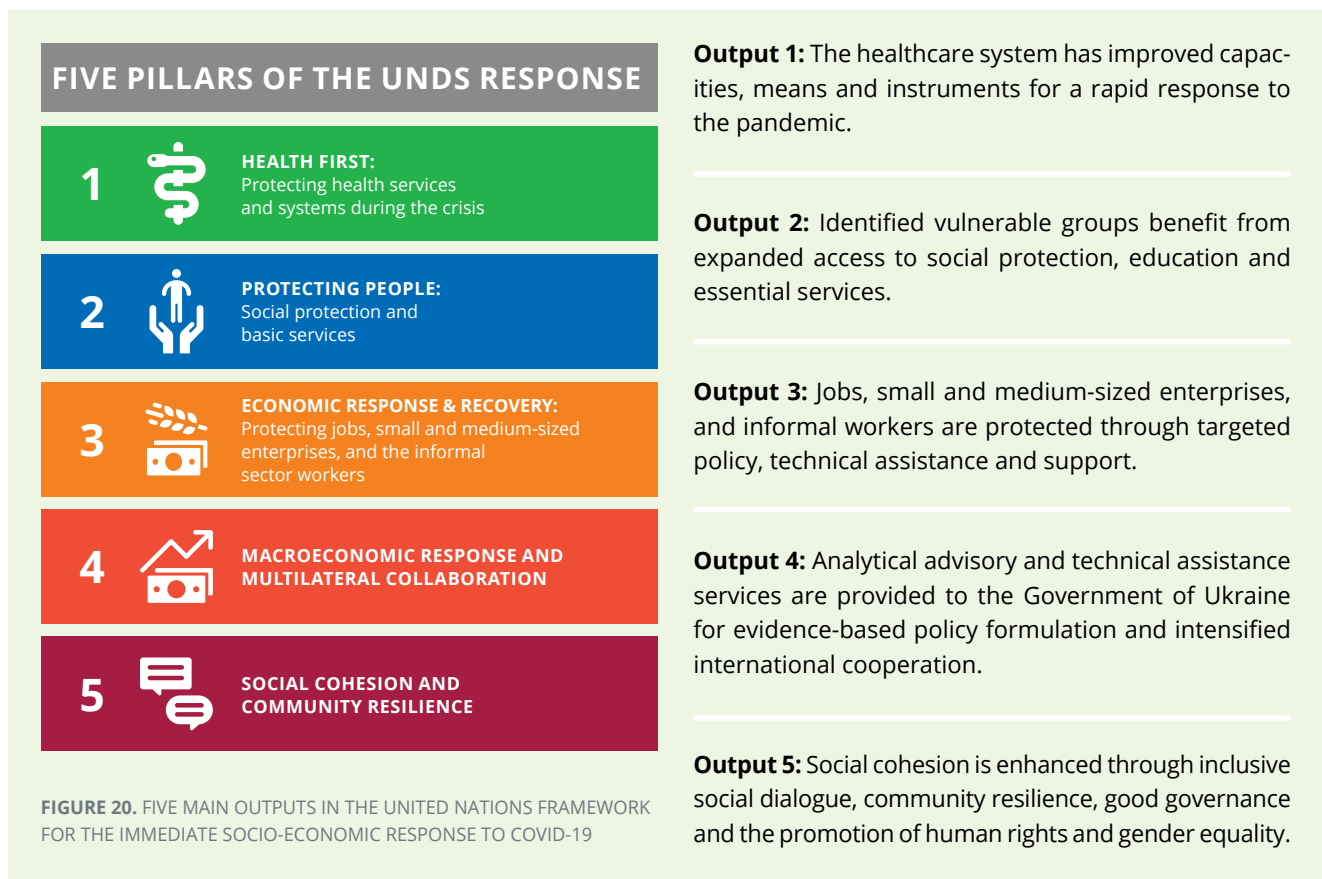 FIVE PILLARS OF THE UNDS RESPONSE
1
HEALTH FIRST:
Protecting health services
and systems during the crisis
2
PROTECTING PEOPLE:
Social protection and
basic services
3
ECONOMIC RESPONSE & RECOVERY:
Protecting jobs, small and medium-sized
enterprises, and the informal
sector workers
4
MACROECONOMIC RESPONSE AND
MULTILATERAL COLLABORATION
5
SOCIAL COHESION AND
COMMUNITY RESILIENCE
FIGURE 20. FIVE MAIN OUTPUTS IN THE UNITED NATIONS FRAMEWORK
FOR THE IMMEDIATE SOCIO-ECONOMIC RESPONSE TO COVID-19
Output 1: The healthcare system has improved capac-
ities, means and instruments for a rapid response to
the pandemic.
Output 2: Identified vulnerable groups benefit from
expanded access to social protection, education and
essential services.
Output 3: Jobs, small and medium-sized enterprises,
and informal workers are protected through targeted
policy, technical assistance and support.
Output 4: Analytical advisory and technical assistance
services are provided to the Government of Ukraine
for evidence-based policy formulation and intensified
international cooperation.
Output 5: Social cohesion is enhanced through inclusive
social dialogue, community resilience, good governance
and the promotion of human rights and gender equality.